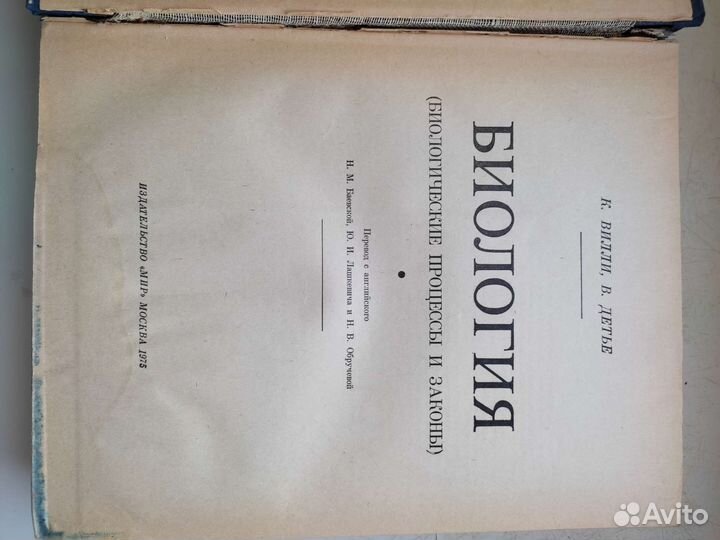 К. ВИЛЛИ, В. ДЕТЬЕ
БИОЛОГИЯ
(БИОЛОГИЧЕСКИЕ ПРОЦЕССЫ И ЗАКОНЫ)
Перевод с английского
Н. М. Баевской, Ю. И. Лашкевича и Н. В. Обручевой
ИЗДАТЕЛЬСТВО «МИР» МОСКВА 1975
Avito